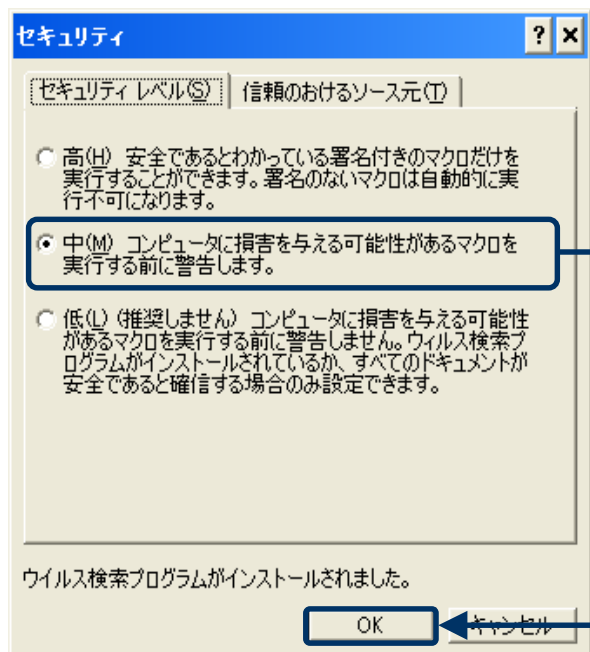 セキュリティ
セキュリティ レベル(S) 信頼のおけるソース元(T)
高(H) 安全であるとわかっている署名付きのマクロだけを
実行することができます。署名のないマクロは自動的に実
行不可になります。
中(M) コンピュータに損害を与える可能性があるマクロを
実行する前に警告します。
低(L) (推奨しません) コンピュータに損害を与える可能性
があるマクロを実行する前に警告しません。ウィルス検索プ
ログラムがインストールされているか、すべてのドキュメントが
安全であると確信する場合のみ設定できます。
ウイルス検索プログラムがインストールされました。
OK キャンセル